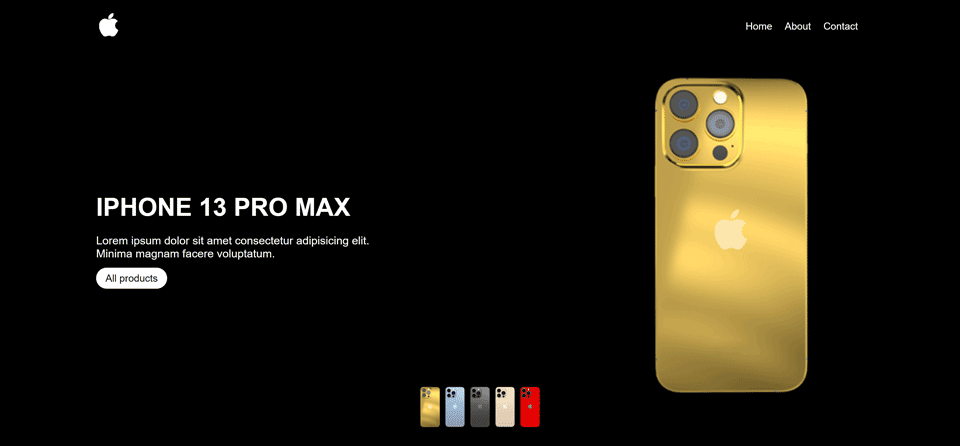 Home About Contact
IPHONE 13 PRO MAX
Lorem ipsum dolor sit amet consectetur adipisicing elit.
Minima magnam facere voluptatum.
All products